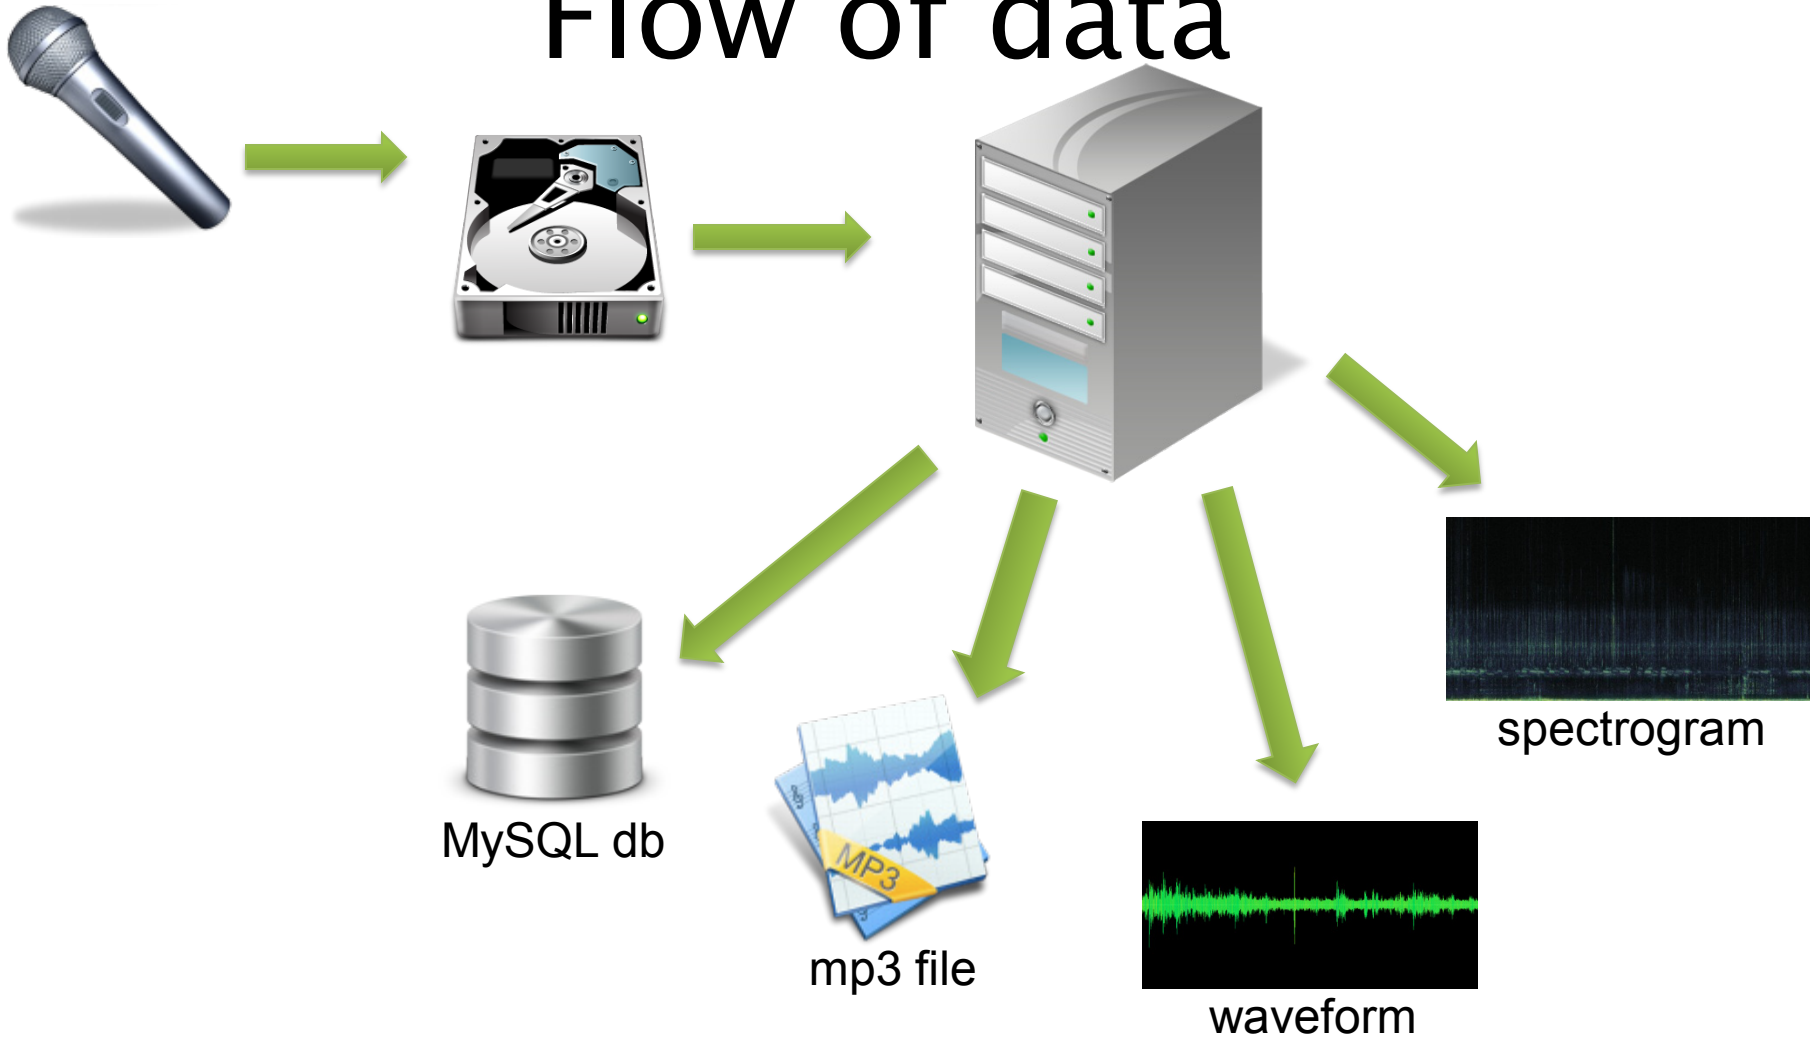 Flow of data
spectrogram
MySQL db
MP3
mp3 file
waveform